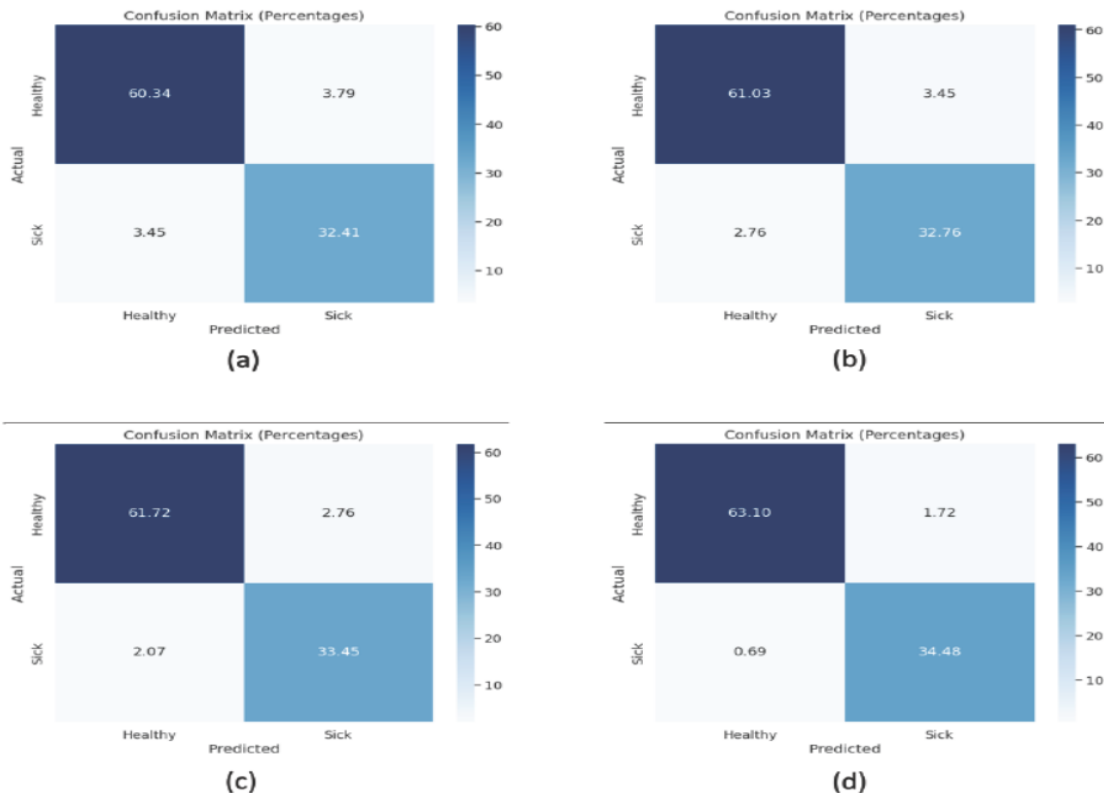 Confusion Matrix (Percentages)
Healthy
60.34
3.79
Actual
Sick
3.45
32.41
Healthy
Sick
Predicted
60
50
40
30
20
10
(a)
Confusion Matrix (Percentages)
Healthy
61.03
3.45
Actual
Sick
2.76
32.76
Healthy
Sick
Predicted
60
50
40
30
20
10
(b)
Confusion Matrix (Percentages)
Healthy
61.72
2.76
Actual
Sick
2.07
33.45
Healthy
Sick
Predicted
60
50
40
30
20
10
(c)
Confusion Matrix (Percentages)
Healthy
63.10
1.72
Actual
Sick
0.69
34.48
Healthy
Sick
Predicted
60
50
40
30
20
10
(d)